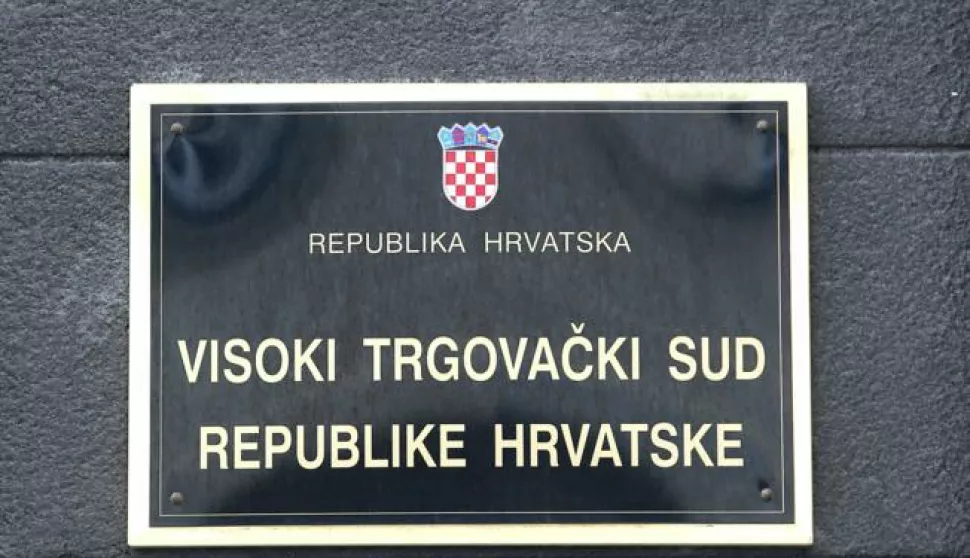 REPUBLIKA HRVATSKA
VISOKI TRGOVAČKI SUD
REPUBLIKE HRVATSKE